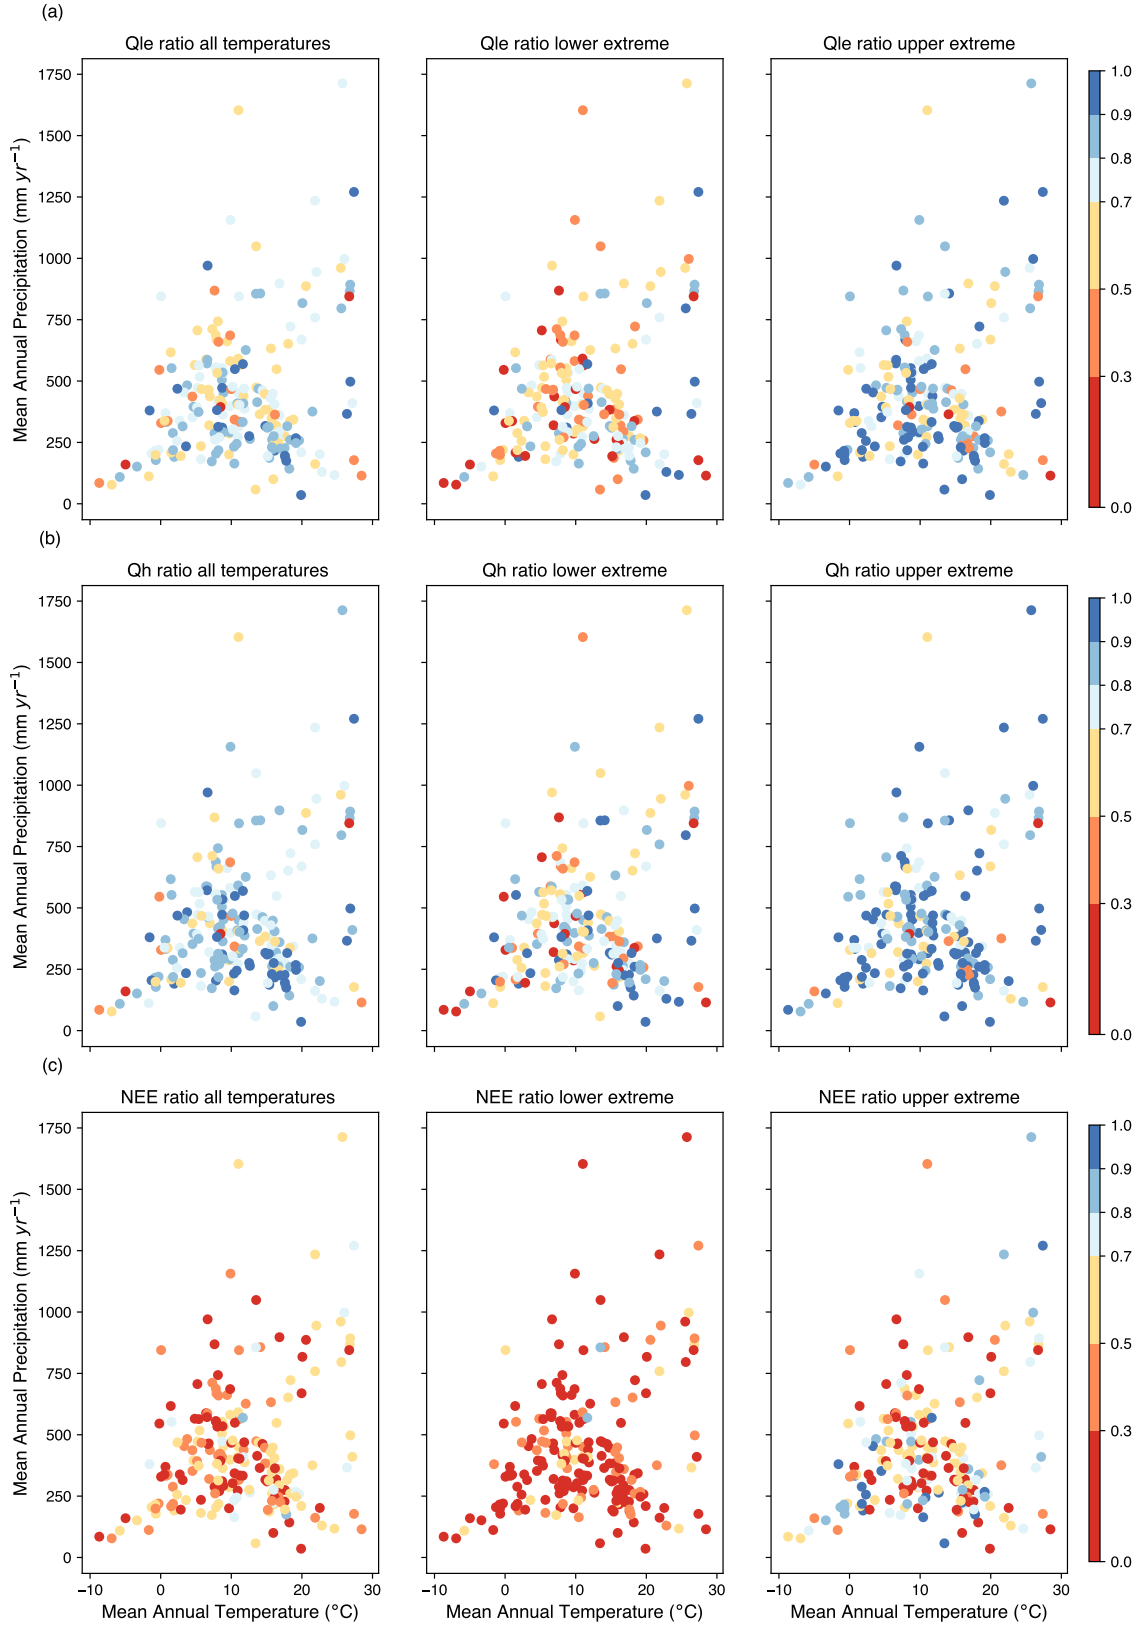 (a)
Qle ratio all temperatures
Qle ratio lower extreme
Qle ratio upper extreme
Mean Annual Precipitation (mm yr⁻¹)
1750
1500
1250
1000
750
500
250
0
1.0
0.9
0.8
0.7
0.5
0.3
0.0
(b)
Qh ratio all temperatures
Qh ratio lower extreme
Qh ratio upper extreme
Mean Annual Precipitation (mm yr⁻¹)
1750
1500
1250
1000
750
500
250
0
1.0
0.9
0.8
0.7
0.5
0.3
0.0
(c)
NEE ratio all temperatures
NEE ratio lower extreme
NEE ratio upper extreme
Mean Annual Precipitation (mm yr⁻¹)
1750
1500
1250
1000
750
500
250
0
1.0
0.9
0.8
0.7
0.5
0.3
0.0
−10 0 10 20 30
−10 0 10 20 30
−10 0 10 20 30
Mean Annual Temperature (°C)
Mean Annual Temperature (°C)
Mean Annual Temperature (°C)